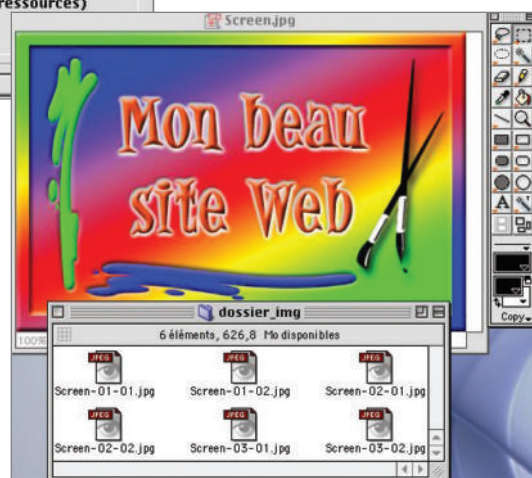 ressources)
Screen.jpg
Mon beau
site Web
100%
dossier_img
6 éléments, 626,8 Mo disponibles
JPEG JPEG JPEG
Screen-01-01.jpg Screen-01-02.jpg Screen-02-01.jpg
JPEG JPEG JPEG
Screen-02-02.jpg Screen-03-01.jpg Screen-03-02.jpg
A
Copy